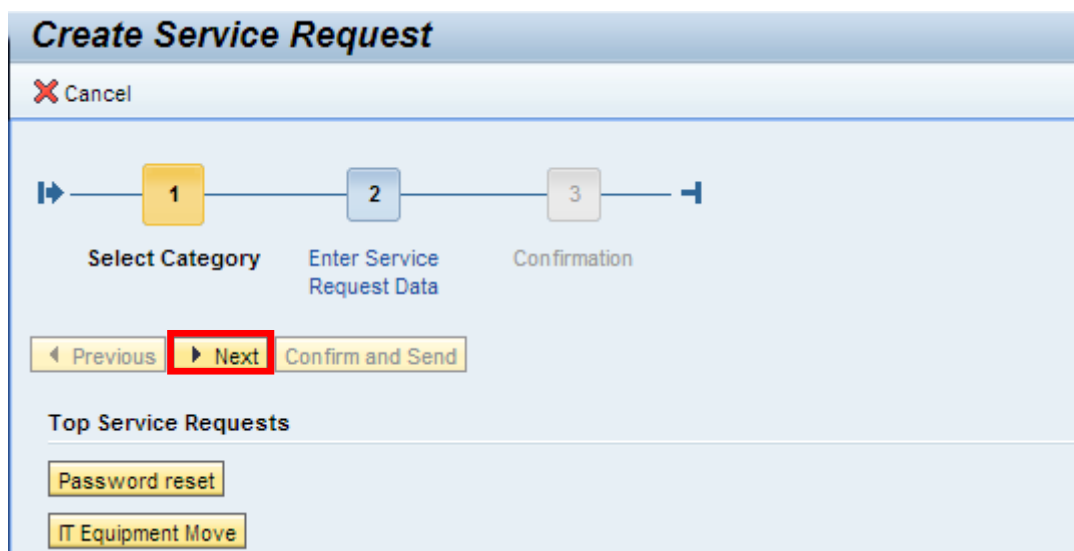 Create Service Request
Cancel
1 2 3
Select Category Enter Service Confirmation
Request Data
Previous Next Confirm and Send
Top Service Requests
Password reset
IT Equipment Move